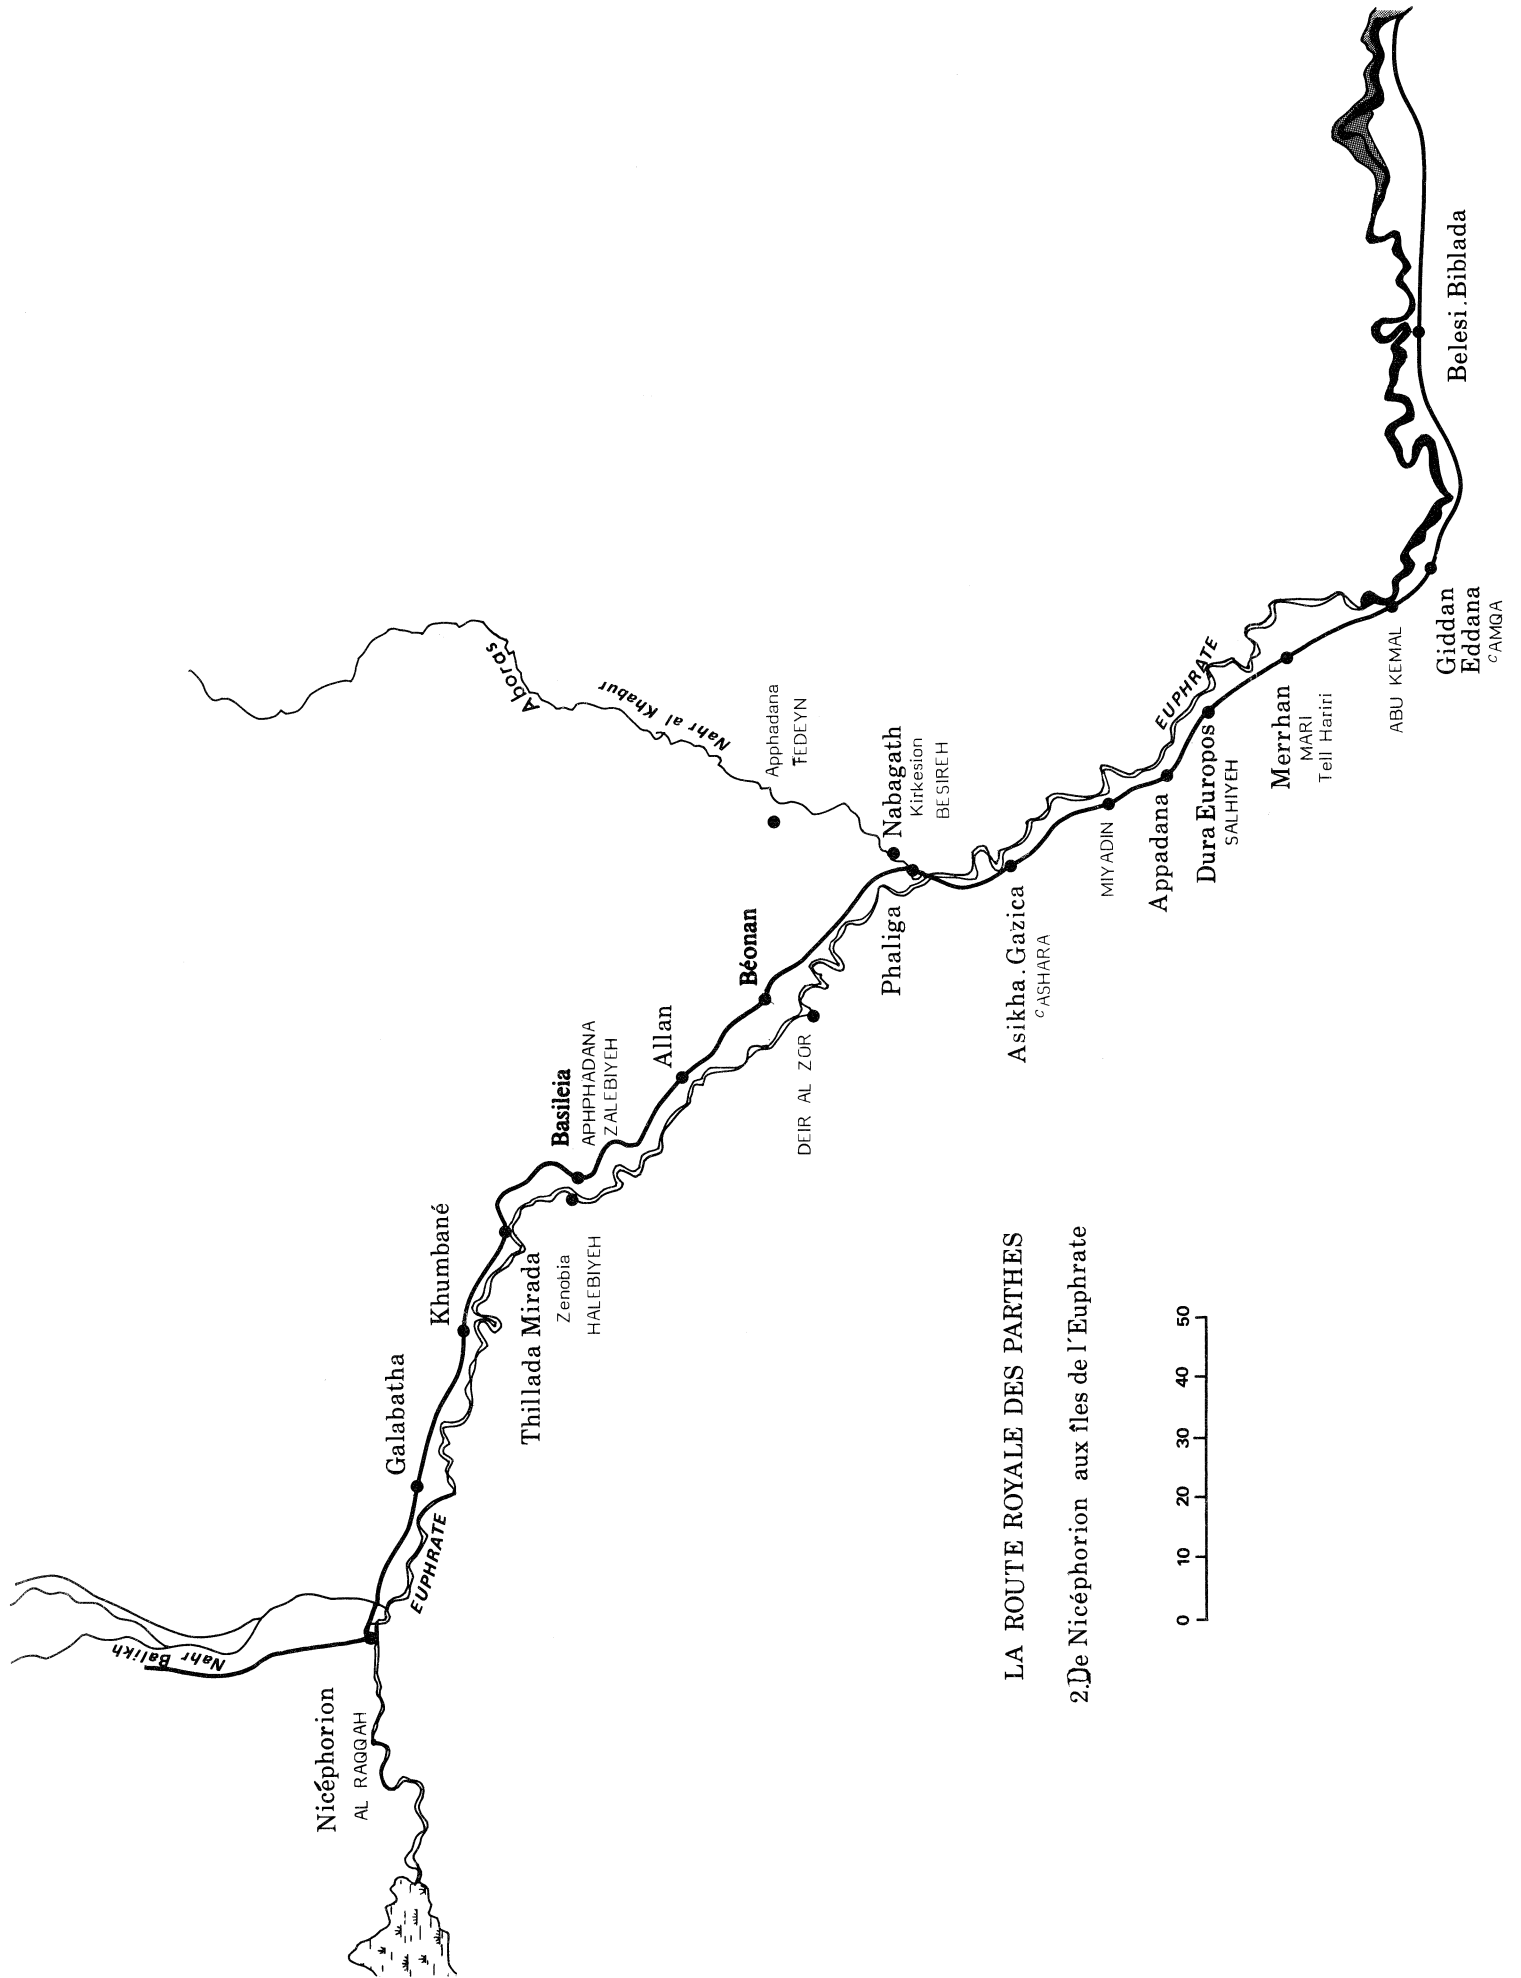 Nahr Balikh
Nicéphorion
AL RAQQAH
EUPHRATE
Galabatha
Khumbané
Thillada Mirada
Zenobia
HALEBIYEH
Basileia
APHPHADANA
ZALEBIYEH
Allan
Béonan
DEIR AL ZOR
Aboras
Nahr al Khabur
Apphadana
TEDEYN
Nabagath
Kirkesion
BESIREH
Phaliga
Asikha. Gazica
ᶜASHARA
MIYADIN
Appadana
EUPHRATE
Dura Europos
SALHIYEH
Merrhan
MARI
Tell Hariri
ABU KEMAL
Giddan
Eddana
ᶜAMQA
Belesi. Biblada
LA ROUTE ROYALE DES PARTHES
2.De Nicéphorion aux îles de l'Euphrate
0 10 20 30 40 50